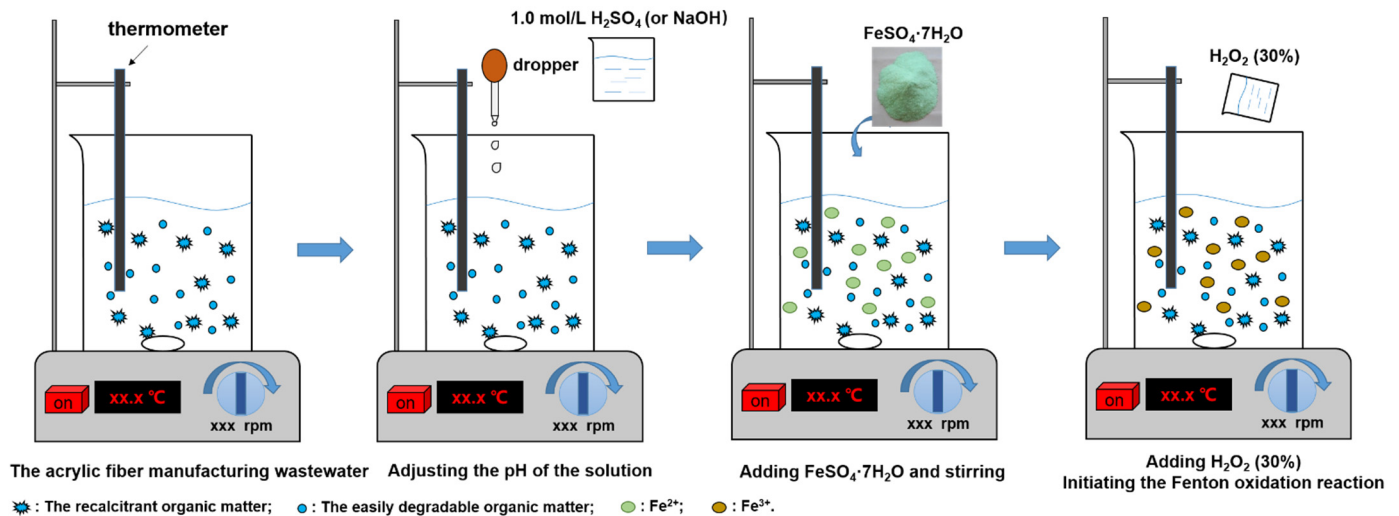 thermometer
1.0 mol/L H₂SO₄ (or NaOH)
dropper
FeSO₄·7H₂O
H₂O₂ (30%)
on
xx.x ℃
xxx rpm
on
xx.x ℃
xxx rpm
on
xx.x ℃
xxx rpm
on
xx.x ℃
xxx rpm
The acrylic fiber manufacturing wastewater
Adjusting the pH of the solution
Adding FeSO₄·7H₂O and stirring
Adding H₂O₂ (30%)
Initiating the Fenton oxidation reaction
: The recalcitrant organic matter; : The easily degradable organic matter; : Fe²⁺; : Fe³⁺.